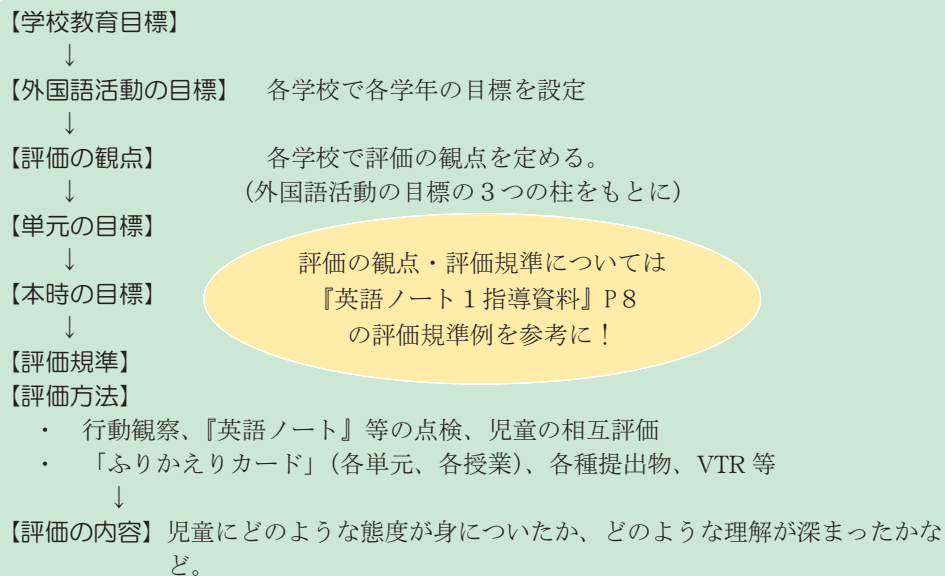 【学校教育目標】
↓
【外国語活動の目標】 各学校で各学年の目標を設定
↓
【評価の観点】 各学校で評価の観点を定める。
↓ （外国語活動の目標の３つの柱をもとに）
【単元の目標】
↓
評価の観点・評価規準については
【本時の目標】
『英語ノート１指導資料』P８
↓
の評価規準例を参考に！
【評価規準】
【評価方法】
・ 行動観察、『英語ノート』等の点検、児童の相互評価
・ 「ふりかえりカード」（各単元、各授業）、各種提出物、VTR 等
↓
【評価の内容】児童にどのような態度が身についたか、どのような理解が深まったかな
ど。